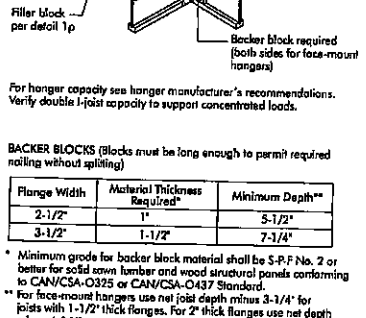 Filler block
per detail 1p
Backer block required
(both sides for face-mount
hangers)
For hanger capacity see hanger manufacturer's recommendations.
Verify double I-joist capacity to support concentrated loads.
BACKER BLOCKS (Blocks must be long enough to permit required
nailing without splitting)
Flange Width Material Thickness Required* Minimum Depth**
2-1/2" 1" 5-1/2"
3-1/2" 1-1/2" 7-1/4"
* Minimum grade for backer block material shall be S-P-F No. 2 or
better for solid sawn lumber and wood structural panels conforming
to CAN/CSA-O325 or CAN/CSA-O437 Standard.
** For face-mount hangers use net joist depth minus 3-1/4" for
joists with 1-1/2" thick flanges. For 2" thick flanges use net depth